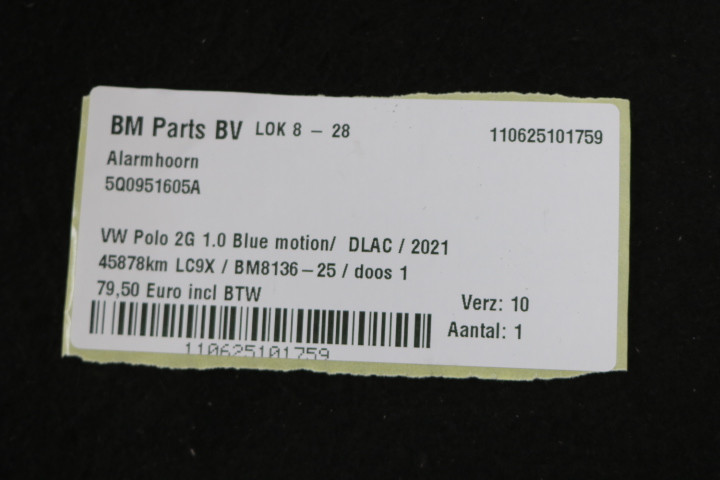 BM Parts BV LOK 8 - 28 110625101759
Alarmhoorn
5Q0951605A
VW Polo 2G 1.0 Blue motion/ DLAC / 2021
45878km LC9X / BM8136-25 / doos 1
79,50 Euro incl BTW
Verz: 10
Aantal: 1
110625101759